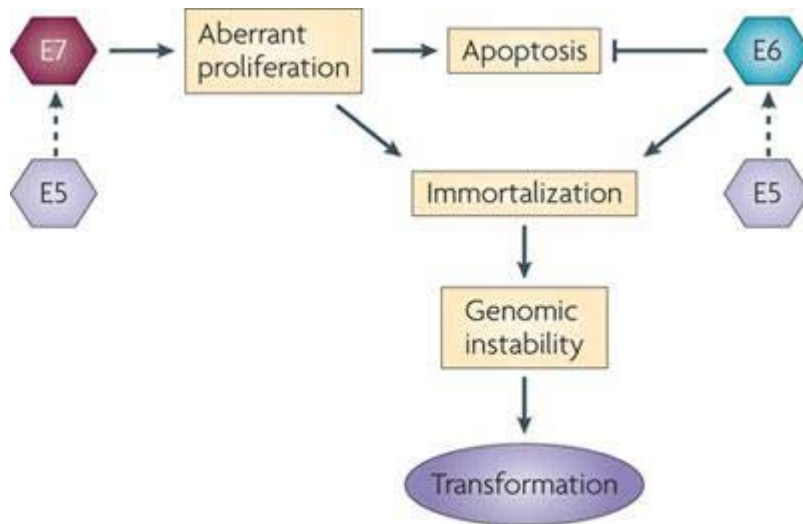 E7
Aberrant
proliferation
Apoptosis
E6
E5
Immortalization
E5
Genomic
instability
Transformation